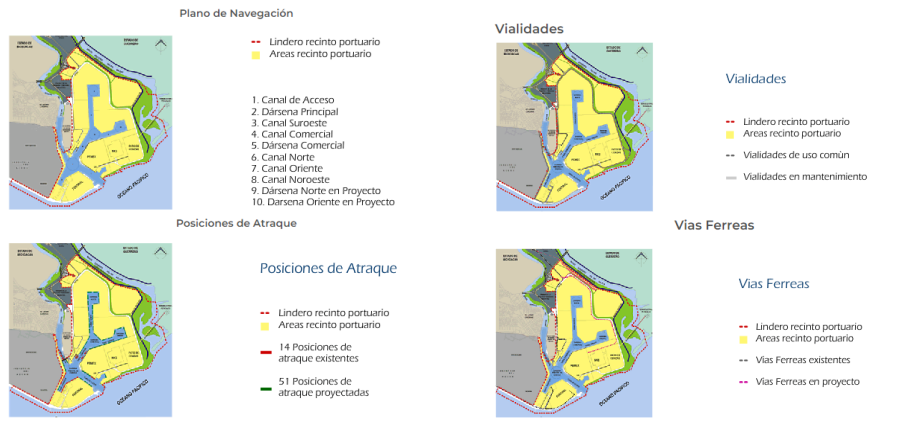 Plano de Navegación
Lindero recinto portuario
Areas recinto portuario
1. Canal de Acceso
2. Dársena Principal
3. Canal Suroeste
4. Canal Comercial
5. Dársena Comercial
6. Canal Norte
7. Canal Oriente
8. Canal Noroeste
9. Dársena Norte en Proyecto
10. Darsena Oriente en Proyecto
OCEANO PACIFICO
Vialidades
Vialidades
Lindero recinto portuario
Areas recinto portuario
Vialidades de uso comùn
Vialidades en mantenimiento
OCEANO PACIFICO
Posiciones de Atraque
Posiciones de Atraque
Lindero recinto portuario
Areas recinto portuario
14 Posiciones de
atraque existentes
51 Posiciones de
atraque proyectadas
OCEANO PACIFICO
Vias Ferreas
Vias Ferreas
Lindero recinto portuario
Areas recinto portuario
Vías Ferreas existentes
Vías Ferreas en proyecto
OCEANO PACIFICO